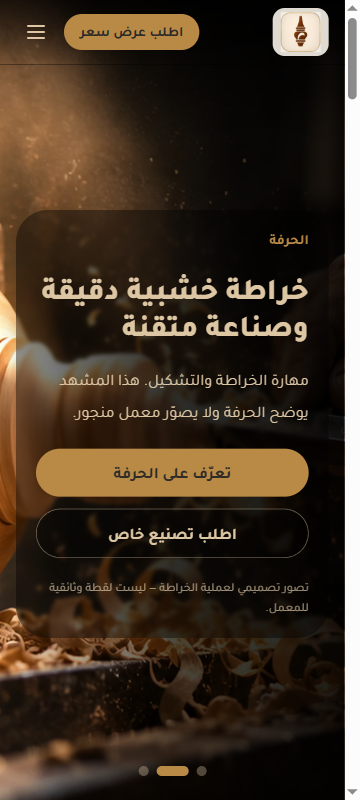 اطلب عرض سعر
الحرفة
خراطة خشبية دقيقة
وصناعة متقنة
مهارة الخراطة والتشكيل. هذا المشهد
يوضح الحرفة ولا يصوّر معمل منجور.
تعرّف على الحرفة
اطلب تصنيع خاص
تصور تصميمي لعملية الخراطة – ليست لقطة وثائقية
للمعمل.